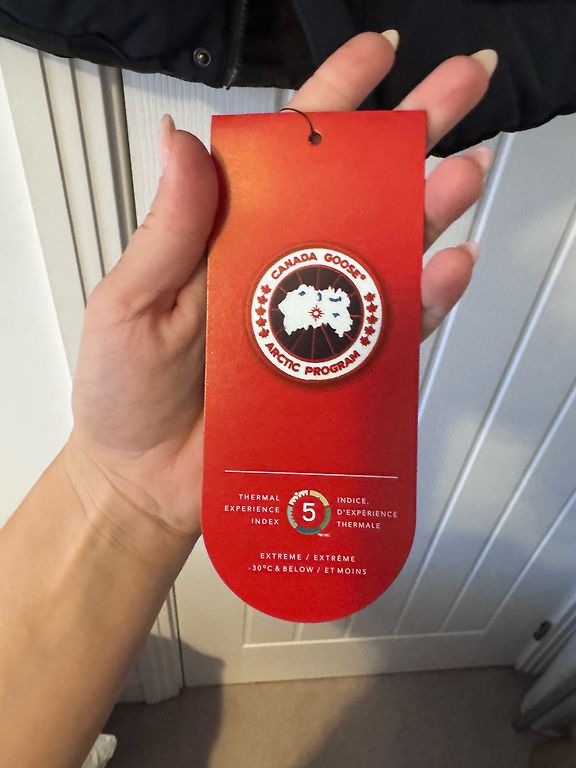 CANADA GOOSE®
ARCTIC PROGRAM
THERMAL
EXPERIENCE
INDEX
5
INDICE.
D'EXPÉRIENCE
THERMALE
EXTREME / EXTRÊME
-30°C & BELOW / ET MOINS